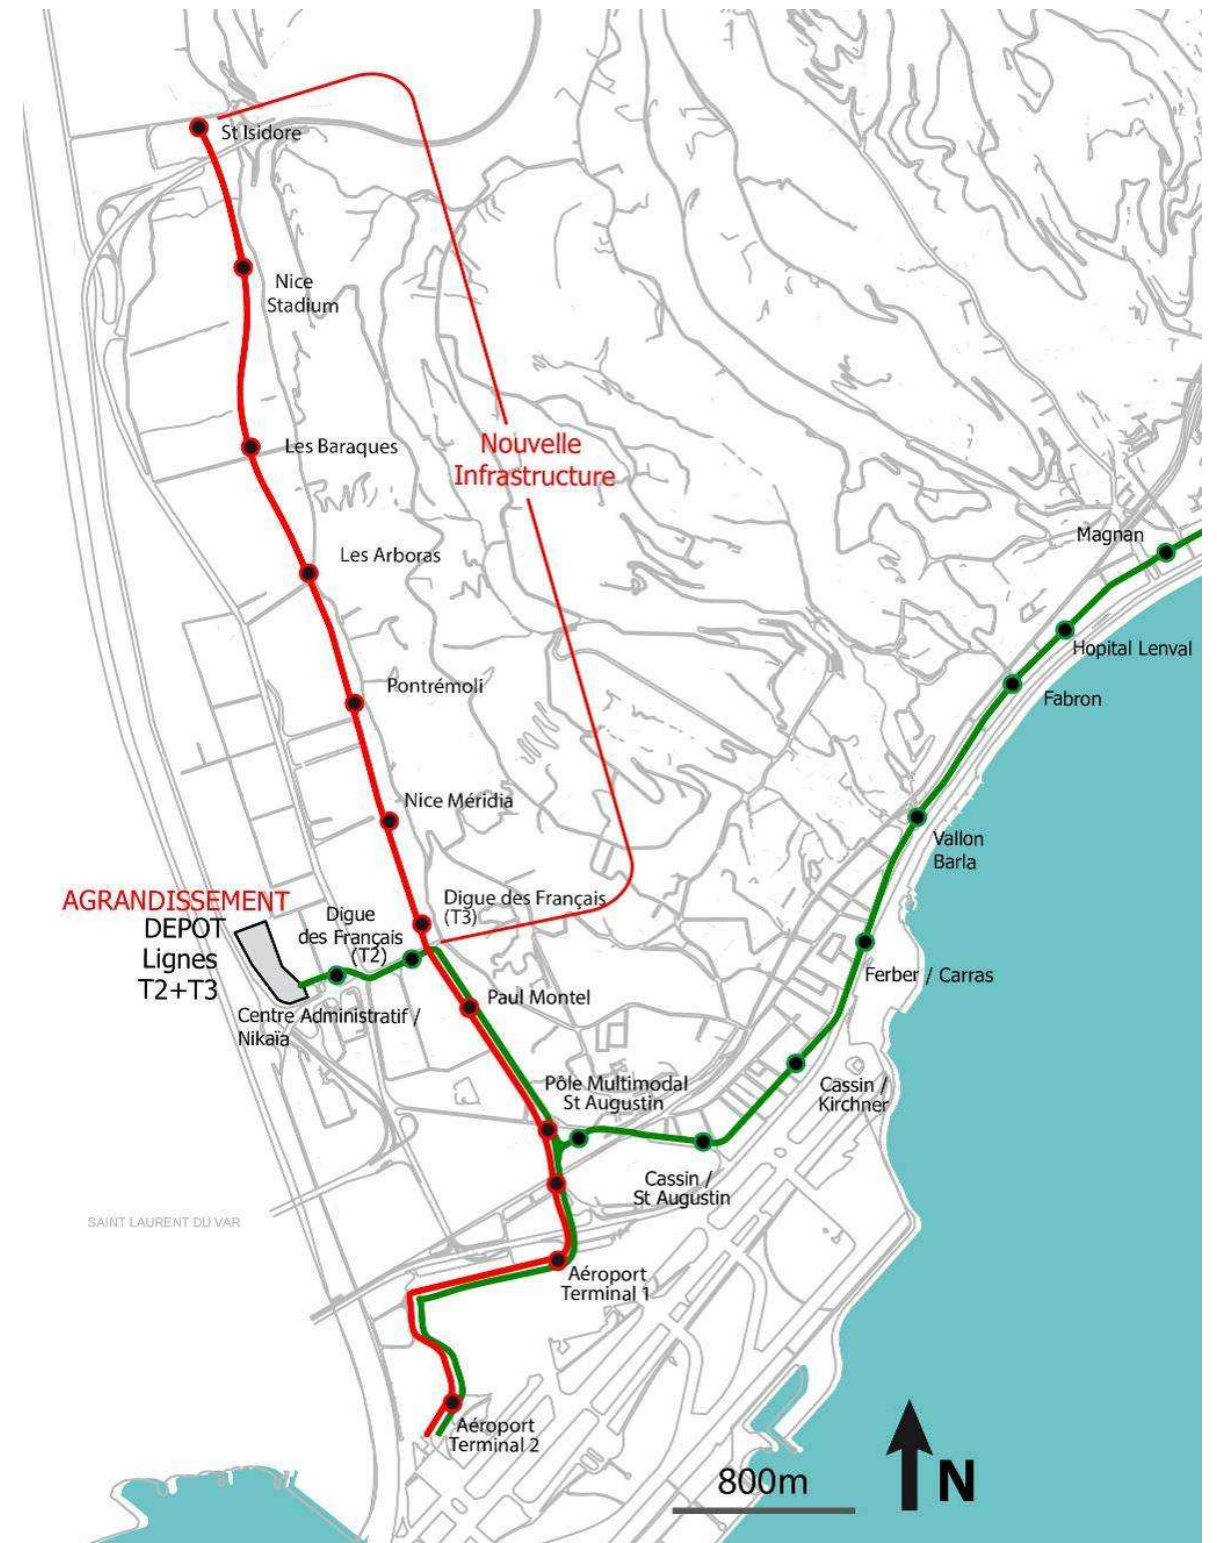 St Isidore
Nice
Stadium
Nouvelle
Infrastructure
Les Baraques
Magnan
Les Arboras
Hopital Lenval
Pontrémoli
Fabron
Nice Méridia
Vallon
Barla
AGRANDISSEMENT
DEPOT
Lignes
T2+T3
Digue
des Français
(T2)
Digue des Français
(T3)
Ferber / Carras
Paul Montel
Centre Administratif /
Nikaïa
Pôle Multimodal
St Augustin
Cassin /
Kirchner
Cassin /
St Augustin
SAINT LAURENT DU VAR
Aéroport
Terminal 1
Aéroport
Terminal 2
800m
N